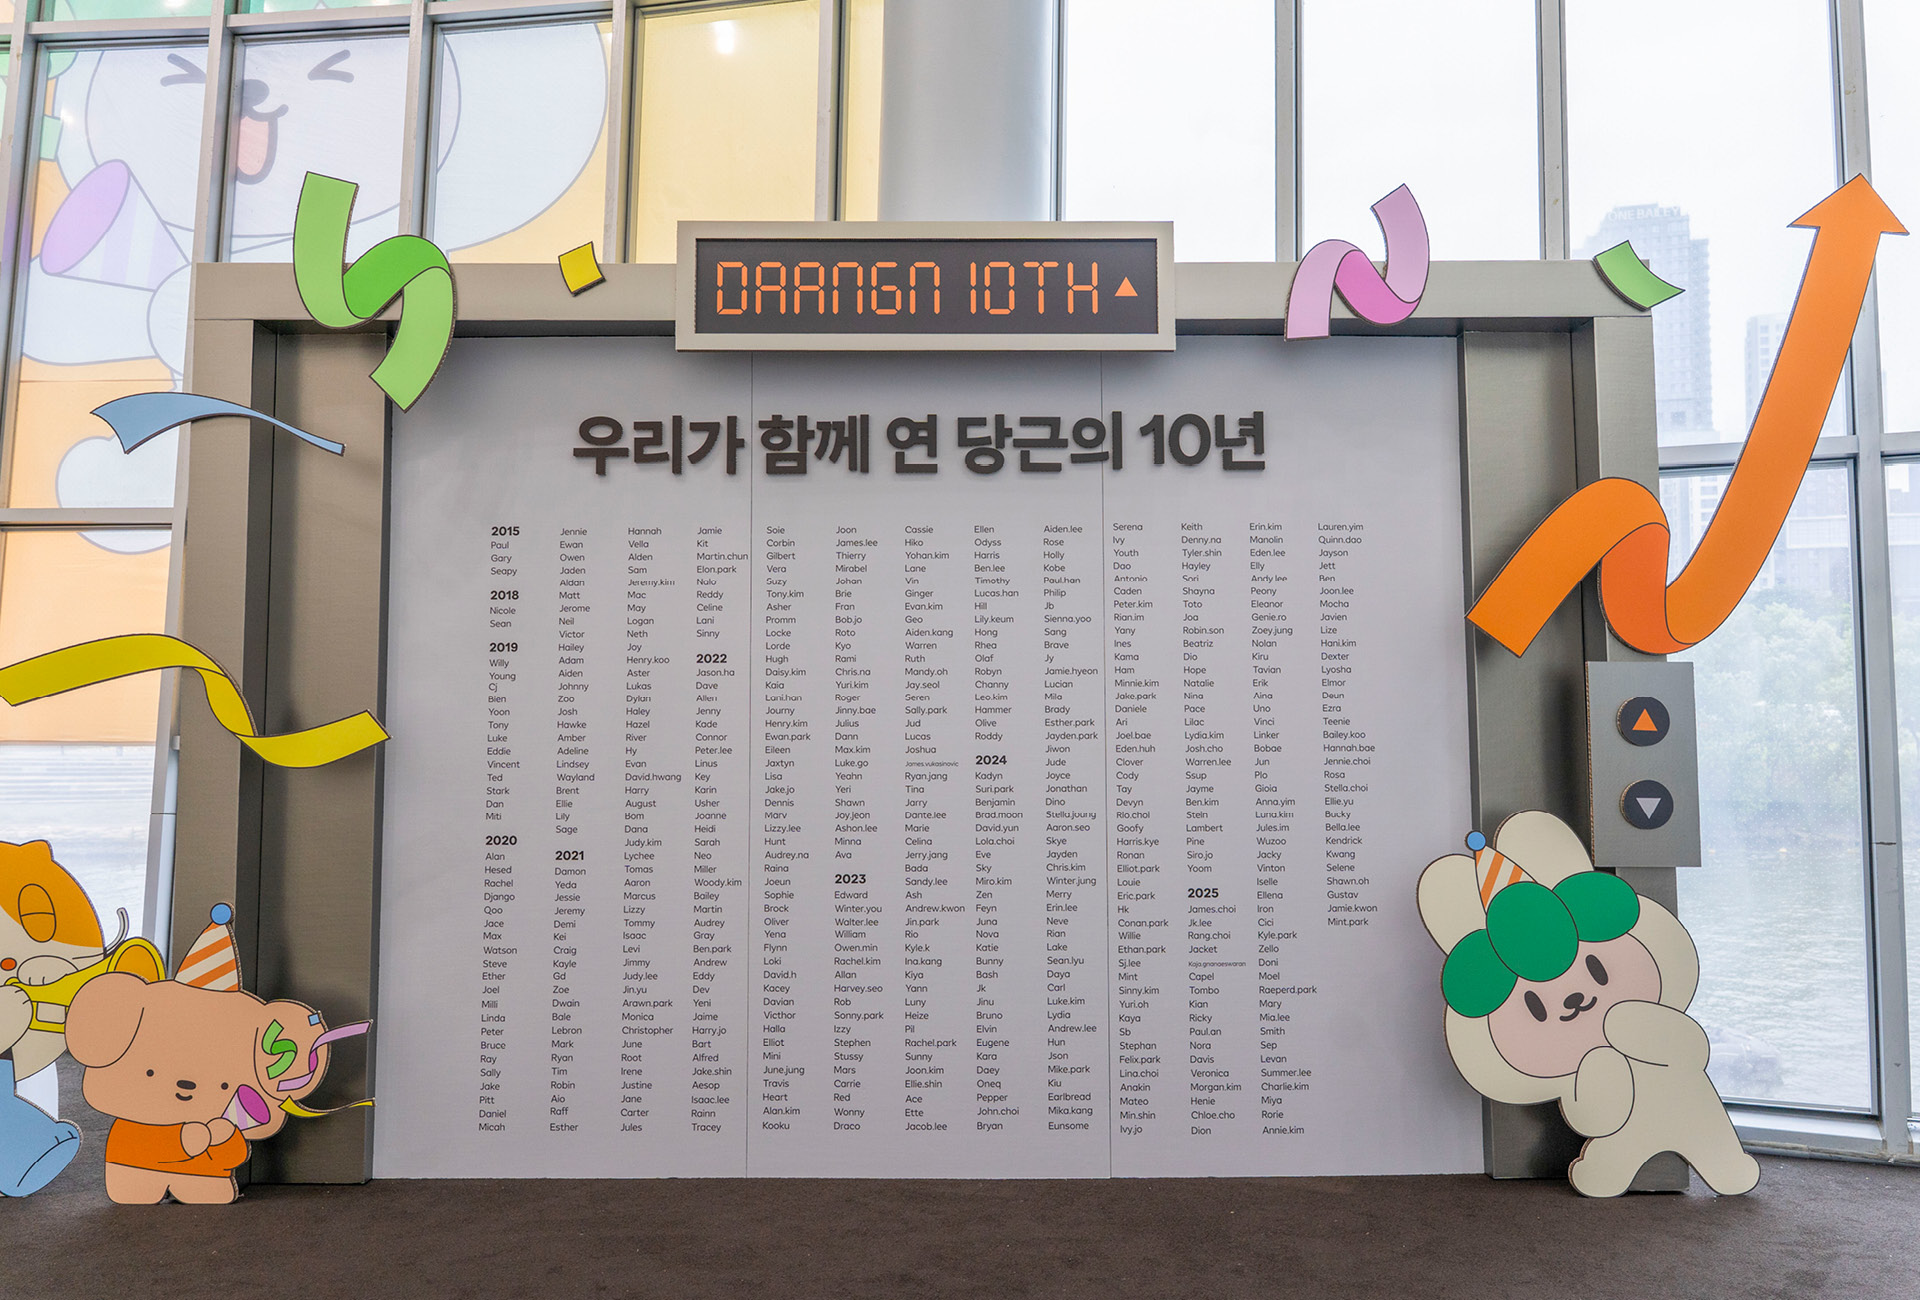 ONE BAILEY
DAANGN 10TH ▲
우리가 함께 연 당근의 10년
2015
Paul
Gary
Seapy
2018
Nicole
Sean
2019
Willy
Young
Cj
Bien
Yoon
Tony
Luke
Eddie
Vincent
Ted
Stark
Dan
Miti
2020
Alan
Hesed
Rachel
Django
Qoo
Jace
Max
Watson
Steve
Ether
Joel
Milli
Linda
Peter
Bruce
Ray
Sally
Jake
Pitt
Daniel
Micah
Jennie
Ewan
Owen
Jaden
Aidan
Matt
Jerome
Neil
Victor
Hailey
Adam
Aiden
Johnny
Zoo
Josh
Hawke
Amber
Adeline
Lindsey
Wayland
Brent
Ellie
Lily
Sage
2021
Damon
Yeda
Jessie
Jeremy
Demi
Kei
Craig
Kayle
Gd
Zoe
Dwain
Bale
Lebron
Mark
Ryan
Tim
Robin
Aio
Raff
Esther
Hannah
Vella
Alden
Sam
Jeremy.kim
Mac
May
Logan
Neth
Joy
Henry.koo
Aster
Lukas
Dylan
Haley
Hazel
River
Hy
Evan
David.hwang
Harry
August
Bom
Dana
Judy.kim
Lychee
Tomas
Aaron
Marcus
Lizzy
Tommy
Isaac
Levi
Jimmy
Judy.lee
Jin.yu
Arawn.park
Monica
Christopher
June
Root
Irene
Justine
Jane
Carter
Jules
Jamie
Kit
Martin.chun
Elon.park
Nulo
Reddy
Celine
Lani
Sinny
2022
Jason.ha
Dave
Allen
Jenny
Kade
Connor
Peter.lee
Linus
Key
Karin
Usher
Joanne
Heidi
Sarah
Neo
Miller
Woody.kim
Bailey
Martin
Audrey
Gray
Ben.park
Andrew
Eddy
Dev
Yeni
Jaime
Harry.jo
Bart
Alfred
Jake.shin
Aesop
Isaac.lee
Rainn
Tracey
Soie
Corbin
Gilbert
Vera
Suzy
Tony.kim
Asher
Promm
Locke
Lorde
Hugh
Daisy.kim
Kaia
Lani.han
Journy
Henry.kim
Ewan.park
Eileen
Jaxtyn
Lisa
Jake.jo
Dennis
Marv
Lizzy.lee
Hunt
Audrey.na
Raina
Joeun
Sophie
Brock
Oliver
Yena
Flynn
Loki
David.h
Kacey
Davian
Victhor
Halla
Elliot
Mini
June.jung
Travis
Heart
Alan.kim
Kooku
Joon
James.lee
Thierry
Mirabel
Johan
Brie
Fran
Bob.jo
Roto
Kyo
Rami
Chris.na
Yuri.kim
Roger
Jinny.bae
Julius
Dann
Max.kim
Luke.go
Yeahn
Yeri
Shawn
Joy.jeon
Ashon.lee
Minna
Ava
2023
Edward
Winter.you
Walter.lee
William
Owen.min
Rachel.kim
Allan
Harvey.seo
Rob
Sonny.park
Izzy
Stephen
Stussy
Mars
Carrie
Red
Wonny
Draco
Cassie
Hiko
Yohan.kim
Lane
Vin
Ginger
Evan.kim
Geo
Aiden.kang
Warren
Ruth
Mandy.oh
Jay.seol
Seren
Sally.park
Jud
Lucas
Joshua
James.vukasinovic
Ryan.jang
Tina
Jarry
Dante.lee
Marie
Celina
Jerry.jang
Bada
Sandy.lee
Ash
Andrew.kwon
Jin.park
Rio
Kyle.k
Ina.kang
Kiya
Yann
Luny
Heize
Pil
Rachel.park
Sunny
Joon.kim
Ellie.shin
Ace
Ette
Jacob.lee
Ellen
Odyss
Harris
Ben.lee
Timothy
Lucas.han
Hill
Lily.keum
Hong
Rhea
Olaf
Robyn
Channy
Leo.kim
Hammer
Olive
Roddy
2024
Kadyn
Suri.park
Benjamin
Brad.moon
David.yun
Lola.choi
Eve
Sky
Miro.kim
Zen
Feyn
Juna
Nova
Katie
Bunny
Bash
Jk
Jinu
Bruno
Elvin
Eugene
Kara
Daey
Oneq
Pepper
John.choi
Bryan
Aiden.lee
Rose
Holly
Kobe
Paul.han
Philip
Jb
Sienna.yoo
Sang
Brave
Jy
Jamie.hyeon
Lucian
Mila
Brady
Esther.park
Jayden.park
Jiwon
Jude
Joyce
Jonathan
Dino
Stella.joung
Aaron.seo
Skye
Jayden
Chris.kim
Winter.jung
Merry
Erin.lee
Neve
Rian
Lake
Sean.lyu
Daya
Carl
Luke.kim
Lydia
Andrew.lee
Hun
Json
Mike.park
Kiu
Earlbread
Mika.kang
Eunsome
Serena
Ivy
Youth
Dao
Antonio
Caden
Peter.kim
Rian.im
Yany
Ines
Kama
Ham
Minnie.kim
Jake.park
Daniele
Ari
Joel.bae
Eden.huh
Clover
Cody
Tay
Devyn
Rio.choi
Goofy
Harris.kye
Ronan
Elliot.park
Louie
Eric.park
Hk
Conan.park
Willie
Ethan.park
Sj.lee
Mint
Sinny.kim
Yuri.oh
Kaya
Sb
Stephan
Felix.park
Lina.choi
Anakin
Mateo
Min.shin
Ivy.jo
Keith
Denny.na
Tyler.shin
Hayley
Sori
Shayna
Toto
Joa
Robin.son
Beatriz
Dio
Hope
Natalie
Nina
Pace
Lilac
Lydia.kim
Josh.cho
Warren.lee
Ssup
Jayme
Ben.kim
Stein
Lambert
Pine
Siro.jo
Yoom
2025
James.choi
Jk.lee
Rang.choi
Jacket
Koja.gnanaeswaran
Capel
Tombo
Kian
Ricky
Paul.an
Nora
Davis
Veronica
Morgan.kim
Henie
Chloe.cho
Dion
Erin.kim
Manolin
Eden.lee
Elly
Andy.lee
Peony
Eleanor
Genie.ro
Zoey.jung
Nolan
Kiru
Tavian
Erik
Aina
Uno
Vinci
Linker
Bobae
Jun
Plo
Gioia
Anna.yim
Luna.kim
Jules.im
Wuzoo
Jacky
Vinton
Iselle
Ellena
Iron
Cici
Kyle.park
Zello
Doni
Moel
Raeperd.park
Mary
Mia.lee
Smith
Sep
Levan
Summer.lee
Charlie.kim
Miya
Rorie
Annie.kim
Lauren.yim
Quinn.dao
Jayson
Jett
Ben
Joon.lee
Mocha
Javien
Lize
Hani.kim
Dexter
Lyosha
Elmor
Deun
Ezra
Teenie
Bailey.koo
Hannah.bae
Jennie.choi
Rosa
Stella.choi
Ellie.yu
Bucky
Bella.lee
Kendrick
Kwang
Selene
Shawn.oh
Gustav
Jamie.kwon
Mint.park